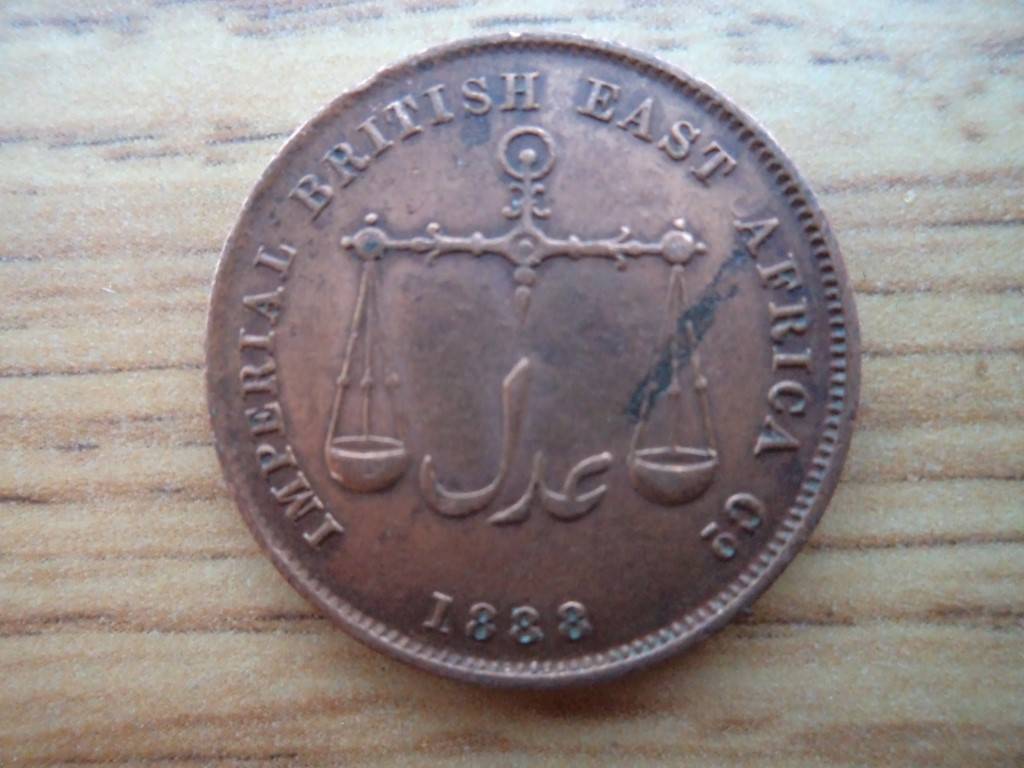 IMPERIAL BRITISH EAST AFRICA Cº
عدل
1888